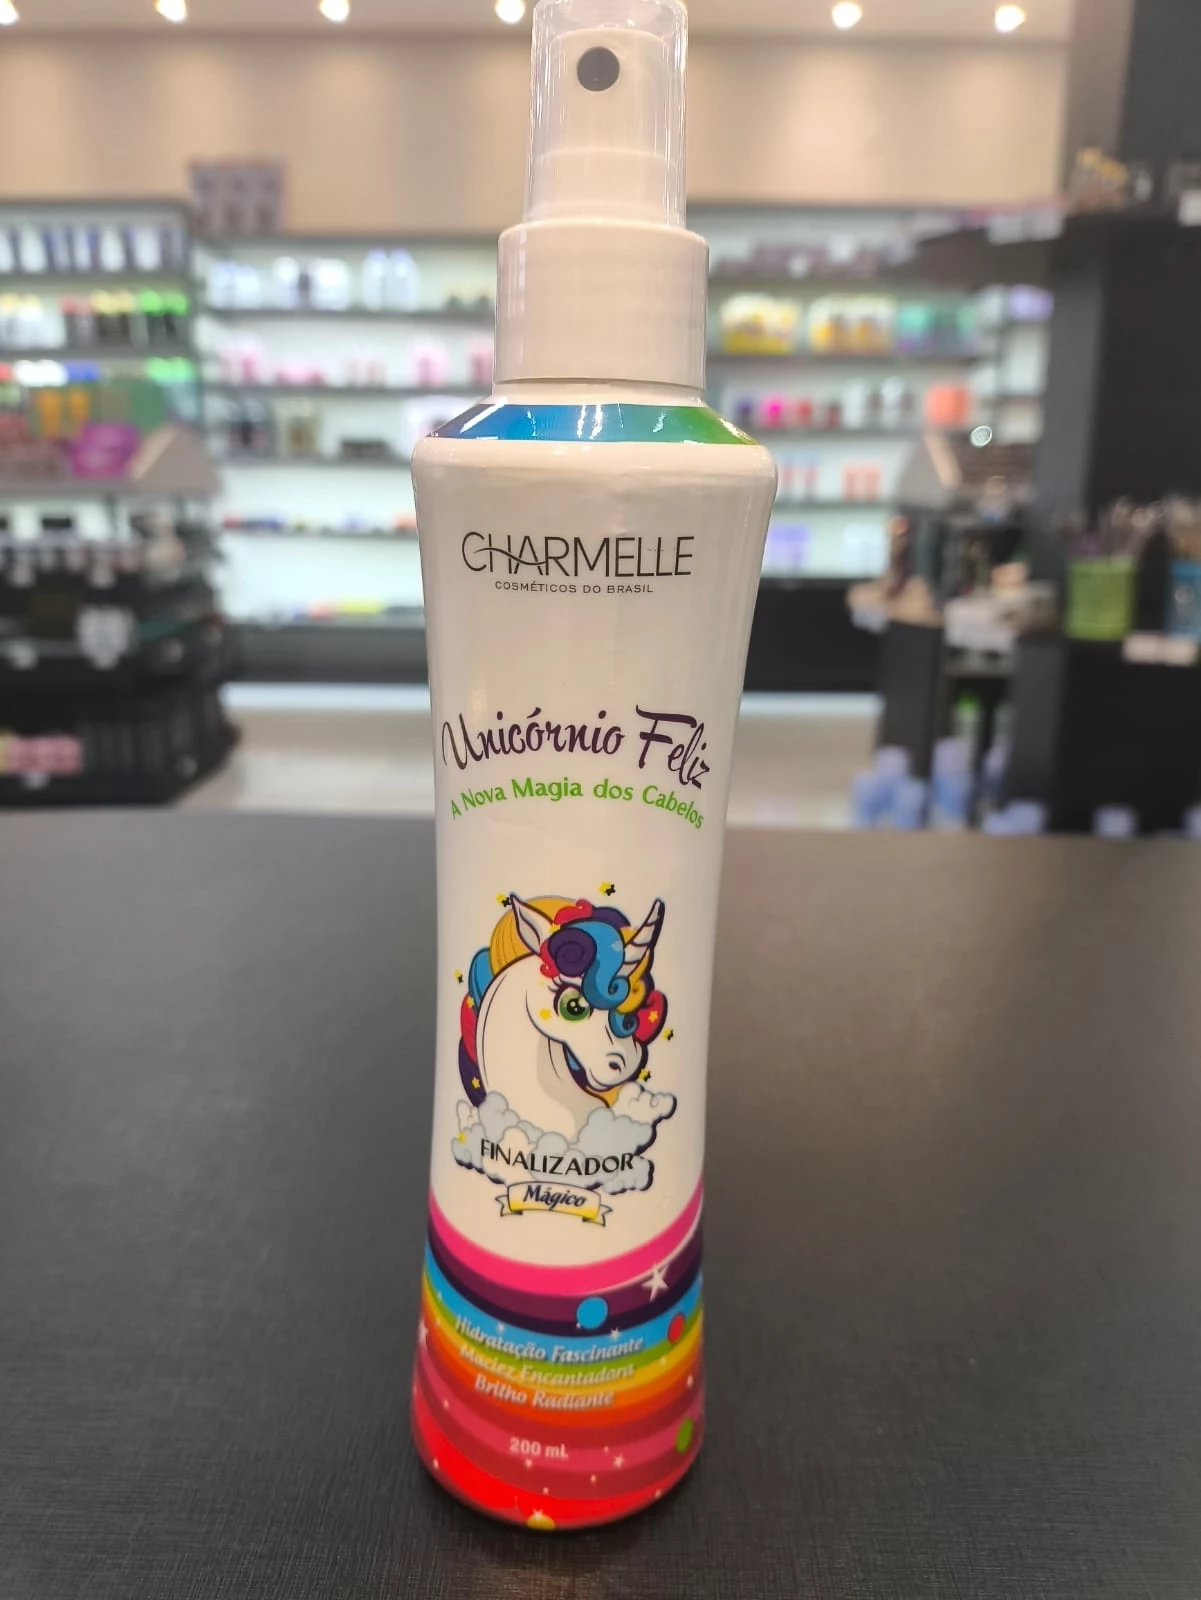 CHARMELLE
COSMÉTICOS DO BRASIL
Unicórnio Feliz
A Nova Magia dos Cabelos
FINALIZADOR
Mágico
Hidratação Fascinante
Maciez Encantadora
Brilho Radiante
200 mL